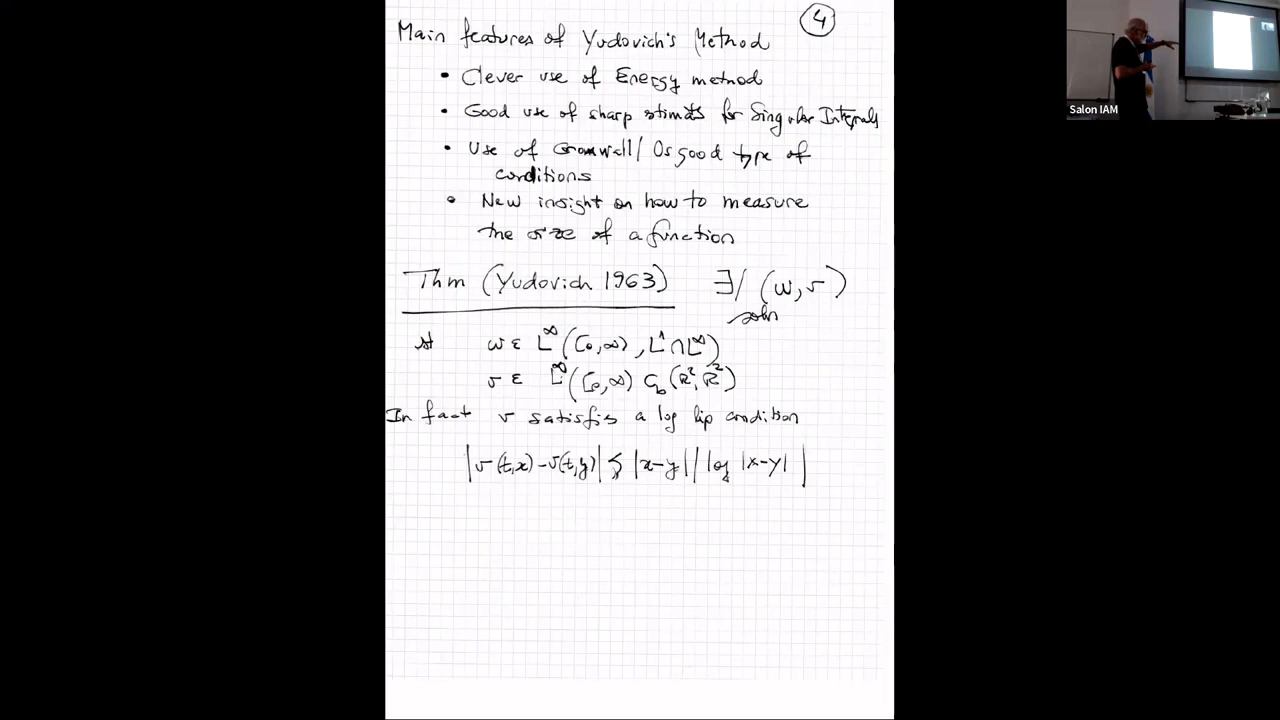 4
Main features of Yudovich's Method
• Clever use of Energy method
• Good use of sharp stimats for Singular Integrals
• Use of Gronwall / Osgood type of
conditions
• New insight on how to measure
the size of a function
Thm (Yudovich 1963) ∃/ (ω, v)
soln
st ω ∈ L^∞([0,∞), L^1 ∩ L^∞)
v ∈ L^∞([0,∞) C_b(R^2, R^2)
In fact v satisfis a log lip condition
|v(t,x) - v(t,y)| ≲ |x-y| | log |x-y| |
Salon IAM